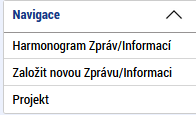 Navigace
Harmonogram Zpráv/Informací
Založit novou Zprávu/Informaci
Projekt